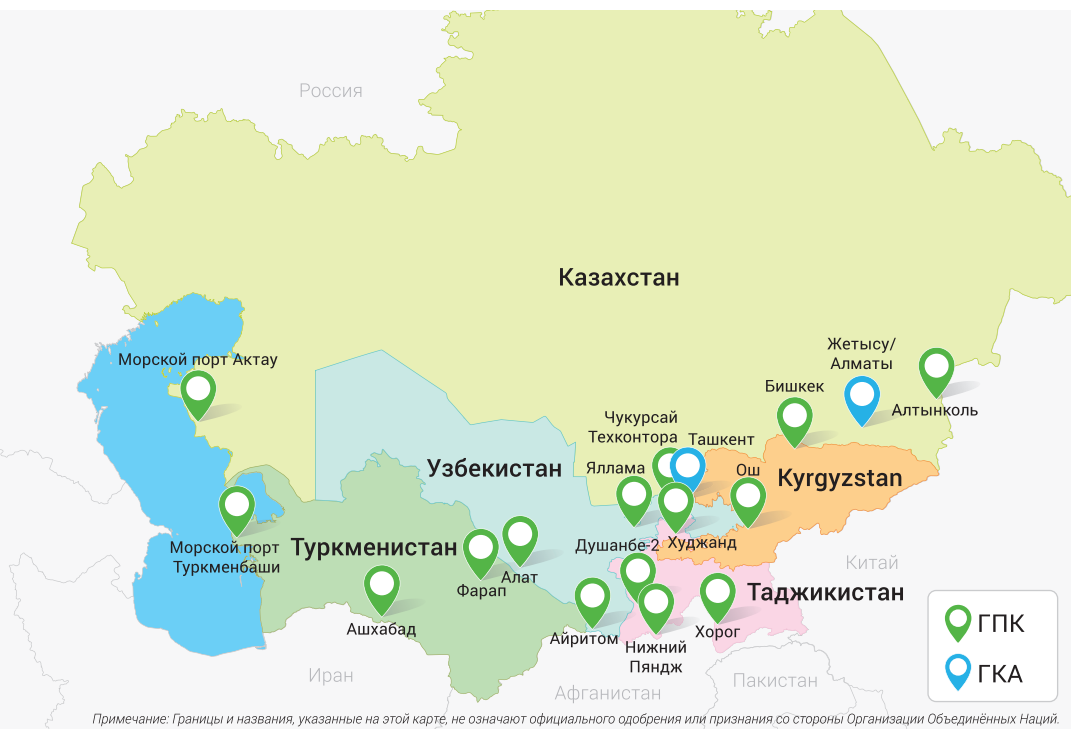 Россия
Казахстан
Морской порт Актау
Жетысу/
Алматы
Бишкек
Алтынколь
Чукурсай
Техконтора
Ташкент
Яллама
Ош
Узбекистан
Kyrgyzstan
Морской порт
Туркменбаши
Туркменистан
Душанбе-2
Худжанд
Фарап
Алат
Китай
Таджикистан
Ашхабад
Айритом
Нижний
Пяндж
Хорог
Иран
Афганистан
Пакистан
ГПК
ГКА
Примечание: Границы и названия, указанные на этой карте, не означают официального одобрения или признания со стороны Организации Объединённых Наций.